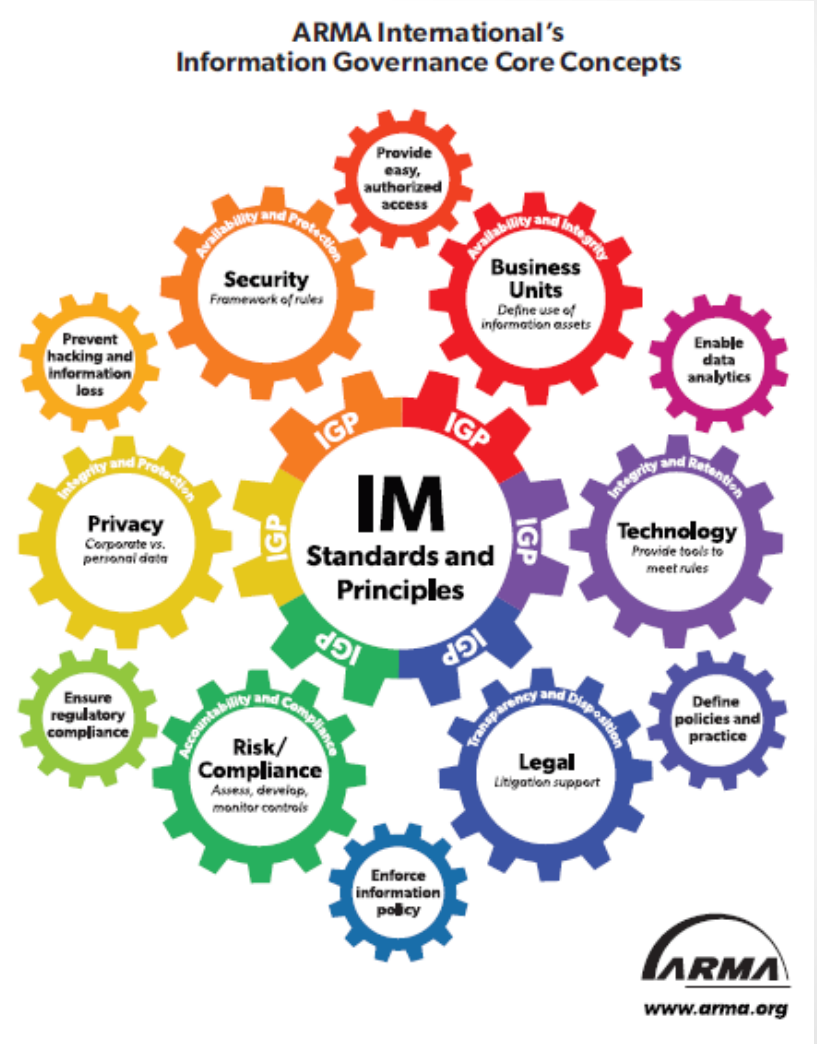 ARMA International's
Information Governance Core Concepts
Provide
easy,
authorized
access
Availability and Protection
Security
Framework of rules
Availability and Integrity
Business
Units
Define use of
information assets
Prevent
hacking and
information
loss
Enable
data
analytics
IGP
IGP
Integrity and Protection
Privacy
Corporate vs.
personal data
IGP
IM
Standards and
Principles
IGP
Integrity and Retention
Technology
Provide tools to
meet rules
IGP
IGP
Ensure
regulatory
compliance
Accountability and Compliance
Risk/
Compliance
Assess, develop,
monitor controls
Transparency and Disposition
Legal
Litigation support
Define
policies and
practice
Enforce
information
policy
ARMA
www.arma.org